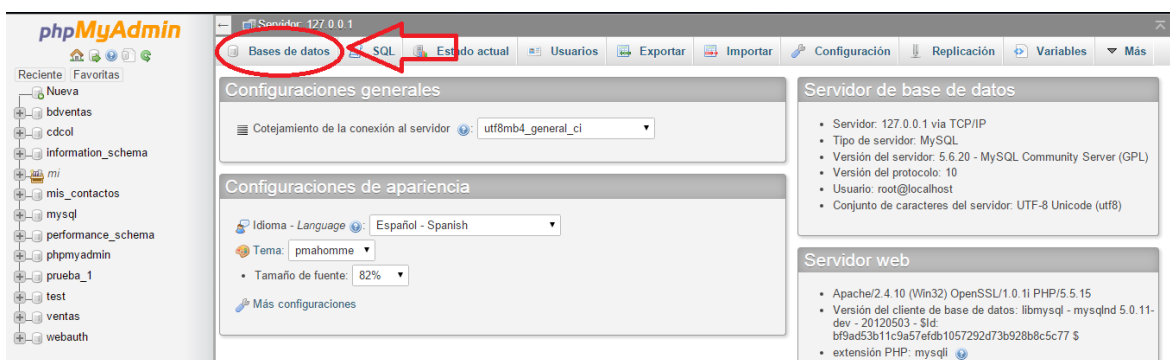 phpMyAdmin
Reciente Favoritas
Nueva
bdventas
cdcol
information_schema
mi
mis_contactos
mysql
performance_schema
phpmyadmin
prueba_1
test
ventas
webauth
Servidor: 127.0.0.1
Bases de datos SQL Estado actual Usuarios Exportar Importar Configuración Replicación Variables Más
Configuraciones generales
Cotejamiento de la conexión al servidor : utf8mb4_general_ci
Configuraciones de apariencia
Idioma - Language : Español - Spanish
Tema: pmahomme
• Tamaño de fuente: 82%
Más configuraciones
Servidor de base de datos
• Servidor: 127.0.0.1 via TCP/IP
• Tipo de servidor: MySQL
• Versión del servidor: 5.6.20 - MySQL Community Server (GPL)
• Versión del protocolo: 10
• Usuario: root@localhost
• Conjunto de caracteres del servidor: UTF-8 Unicode (utf8)
Servidor web
• Apache/2.4.10 (Win32) OpenSSL/1.0.1i PHP/5.5.15
• Versión del cliente de base de datos: libmysql - mysqlnd 5.0.11-
dev - 20120503 - $Id:
bf9ad53b11c9a57efdb1057292d73b928b8c5c77 $
• extensión PHP: mysqli